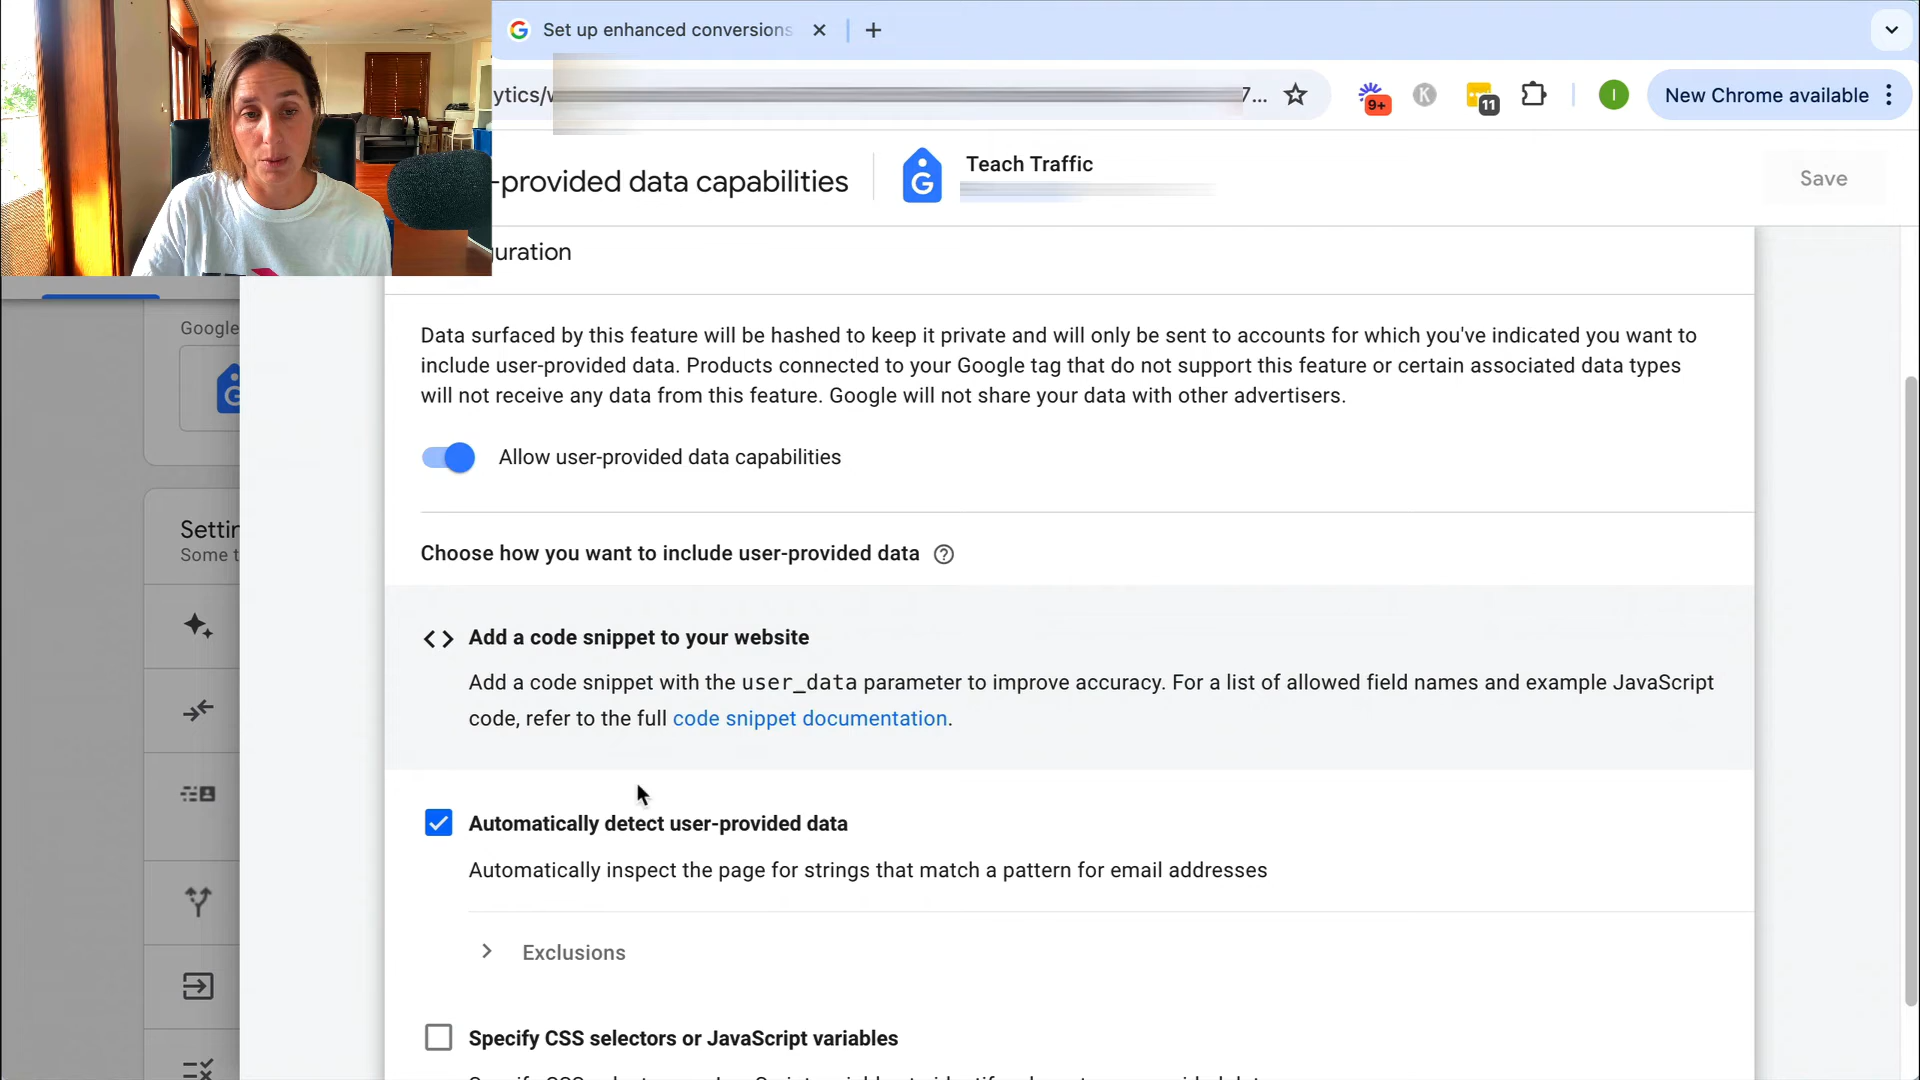 Set up enhanced conversions
ytics/
7...
9+
K
11
I
New Chrome available
-provided data capabilities
G
Teach Traffic
Save
uration
Google
Data surfaced by this feature will be hashed to keep it private and will only be sent to accounts for which you've indicated you want to
include user-provided data. Products connected to your Google tag that do not support this feature or certain associated data types
will not receive any data from this feature. Google will not share your data with other advertisers.
Allow user-provided data capabilities
Settin
Some t
Choose how you want to include user-provided data
Add a code snippet to your website
Add a code snippet with the user_data parameter to improve accuracy. For a list of allowed field names and example JavaScript
code, refer to the full code snippet documentation.
Automatically detect user-provided data
Automatically inspect the page for strings that match a pattern for email addresses
Exclusions
Specify CSS selectors or JavaScript variables